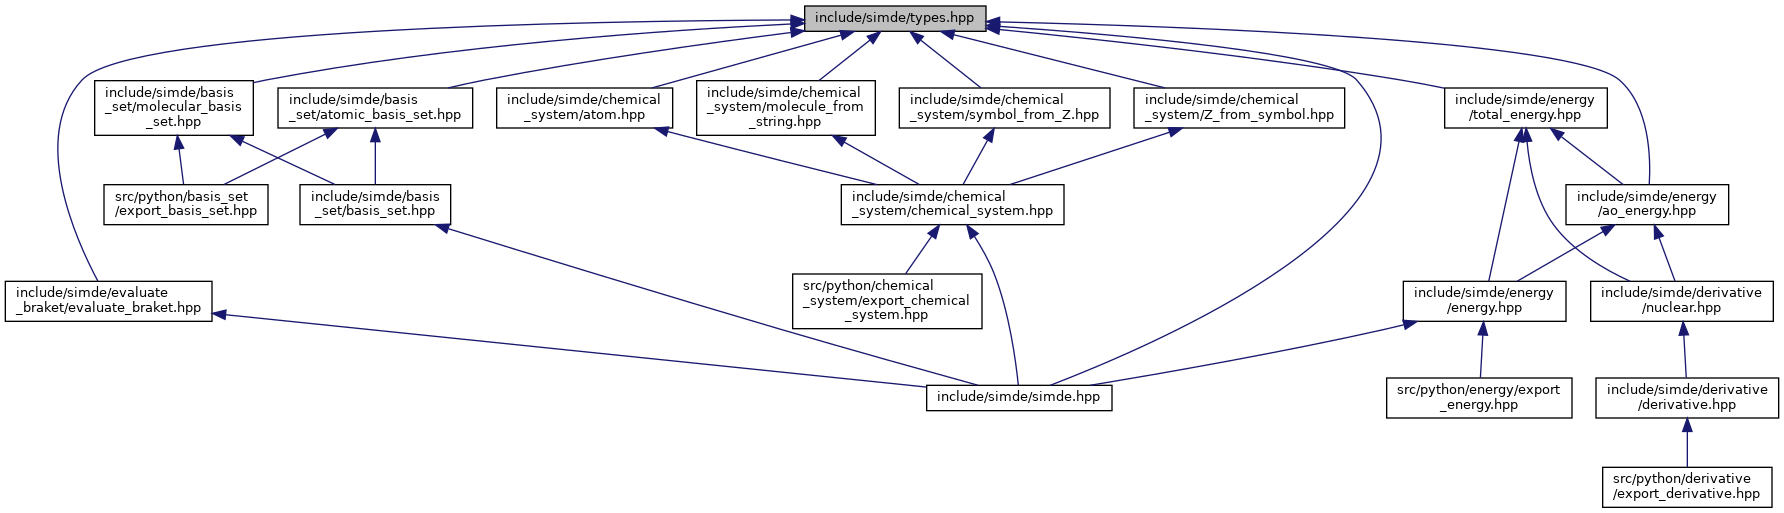 include/simde/types.hpp
include/simde/basis
_set/molecular_basis
_set.hpp
include/simde/basis
_set/atomic_basis_set.hpp
include/simde/chemical
_system/atom.hpp
include/simde/chemical
_system/molecule_from
_string.hpp
include/simde/chemical
_system/symbol_from_Z.hpp
include/simde/chemical
_system/Z_from_symbol.hpp
include/simde/energy
/total_energy.hpp
src/python/basis_set
/export_basis_set.hpp
include/simde/basis
_set/basis_set.hpp
include/simde/chemical
_system/chemical_system.hpp
include/simde/energy
/ao_energy.hpp
include/simde/evaluate
_braket/evaluate_braket.hpp
src/python/chemical
_system/export_chemical
_system.hpp
include/simde/energy
/energy.hpp
include/simde/derivative
/nuclear.hpp
include/simde/simde.hpp
src/python/energy/export
_energy.hpp
include/simde/derivative
/derivative.hpp
src/python/derivative
/export_derivative.hpp